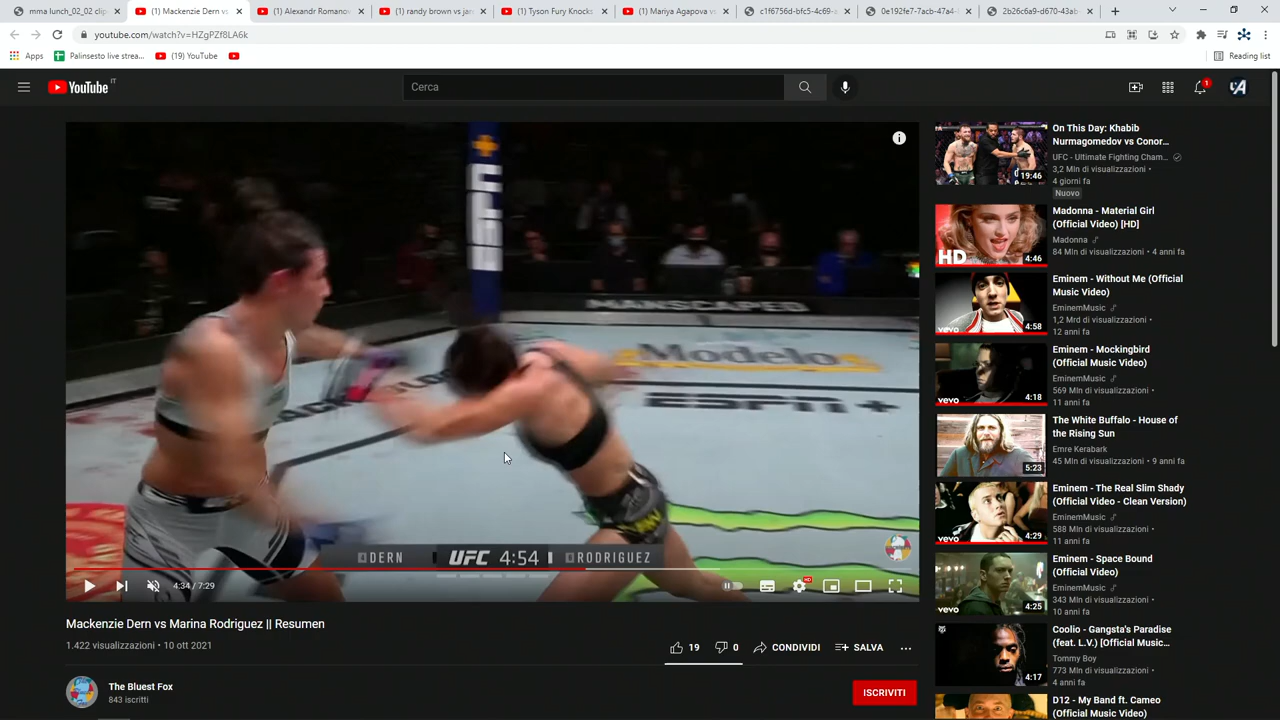 mma lunch_02_02 clip
(1) Mackenzie Dern vs
(1) Alexandr Romano
(1) randy brown vs ja
(1) Tyson Fury knocks
(1) Mariya Agapova vs
c1f6756d-bfc5-4c69-
0e192fe7-7acb-47a4-
2b26c6a9-d670-43ab
youtube.com/watch?v=HZgPZf8LA6k
Apps
Palinsesto live strea...
(19) YouTube
Reading list
YouTube IT
Cerca
1
UFC
MANSCAPED
Modelo
ESPN+
DERN UFC 4:54 RODRIGUEZ
4:34 / 7:29
HD
Mackenzie Dern vs Marina Rodriguez || Resumen
1.422 visualizzazioni • 10 ott 2021
19
0
CONDIVIDI
SALVA
The Bluest Fox
843 iscritti
ISCRIVITI
19:46
On This Day: Khabib
Nurmagomedov vs Conor...
UFC - Ultimate Fighting Cham...
3,2 Mln di visualizzazioni •
4 giorni fa
Nuovo
HD
4:46
Madonna - Material Girl
(Official Video) [HD]
Madonna
84 Mln di visualizzazioni • 4 anni fa
vevo
4:58
Eminem - Without Me (Official
Music Video)
EminemMusic
1,2 Mrd di visualizzazioni •
12 anni fa
vevo
4:18
Eminem - Mockingbird
(Official Music Video)
EminemMusic
569 Mln di visualizzazioni •
11 anni fa
5:23
The White Buffalo - House of
the Rising Sun
Emre Kerabark
45 Mln di visualizzazioni • 9 anni fa
vevo
4:29
Eminem - The Real Slim Shady
(Official Video - Clean Version)
EminemMusic
588 Mln di visualizzazioni •
11 anni fa
vevo
4:25
Eminem - Space Bound
(Official Video)
EminemMusic
343 Mln di visualizzazioni •
10 anni fa
4:17
Coolio - Gangsta's Paradise
(feat. L.V.) [Official Music...
Tommy Boy
773 Mln di visualizzazioni •
4 anni fa
D12 - My Band ft. Cameo
(Official Music Video)